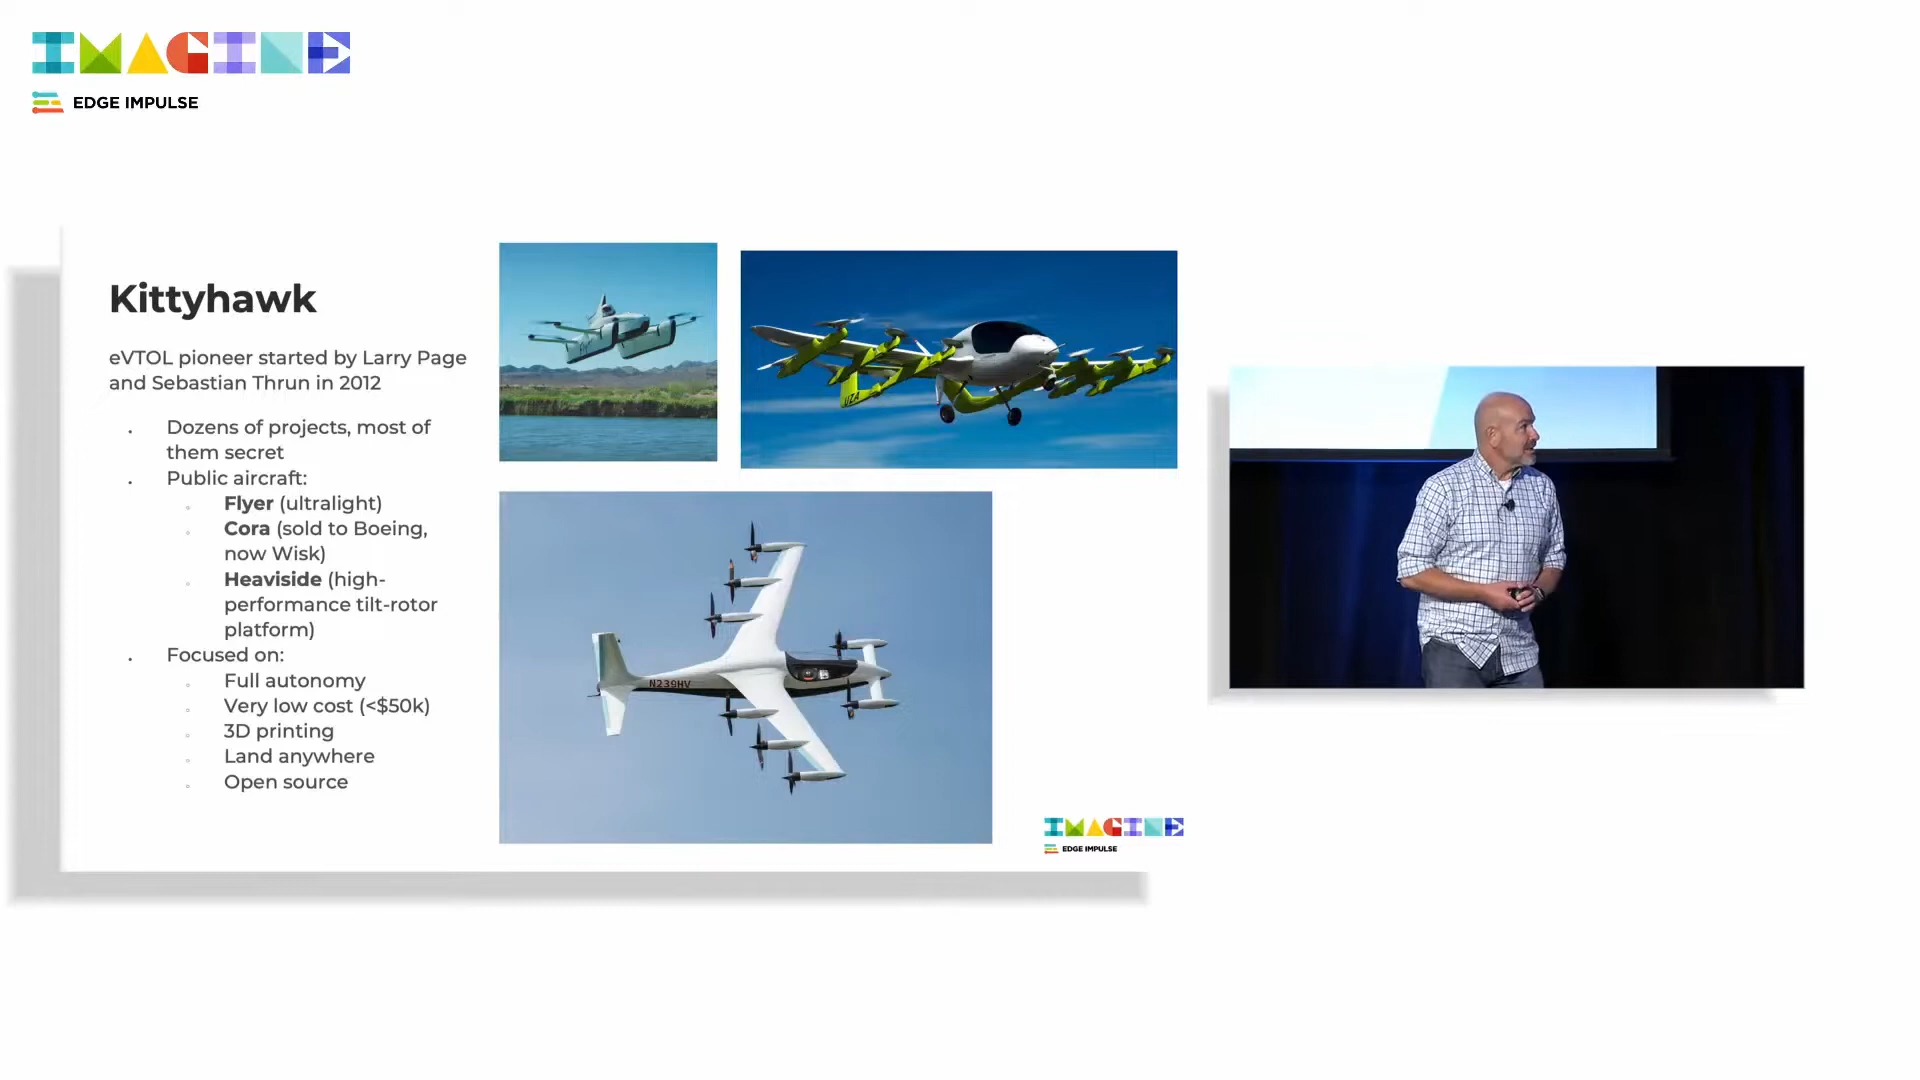 IMAGINE
EDGE IMPULSE
Kittyhawk
eVTOL pioneer started by Larry Page
and Sebastian Thrun in 2012
Dozens of projects, most of
them secret
Public aircraft:
Flyer (ultralight)
Cora (sold to Boeing,
now Wisk)
Heaviside (high-
performance tilt-rotor
platform)
Focused on:
Full autonomy
Very low cost (<$50k)
3D printing
Land anywhere
Open source
UZA
N239HV
IMAGINE
EDGE IMPULSE